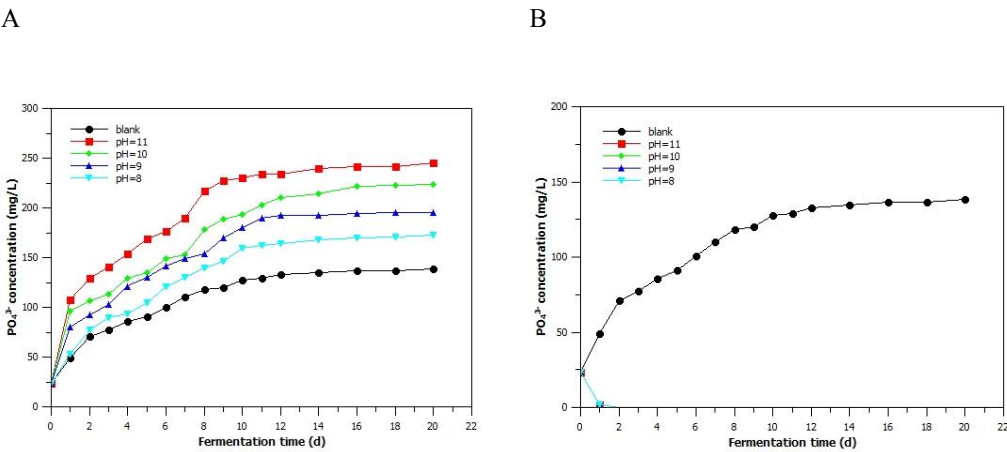 A
B
300
250
200
150
100
50
0
PO₄³⁻ concentration (mg/L)
blank
pH=11
pH=10
pH=9
pH=8
0 2 4 6 8 10 12 14 16 18 20 22
Fermentation time (d)
200
150
100
50
0
PO₄³⁻ concentration (mg/L)
blank
pH=11
pH=10
pH=9
pH=8
0 2 4 6 8 10 12 14 16 18 20 22
Fermentation time (d)